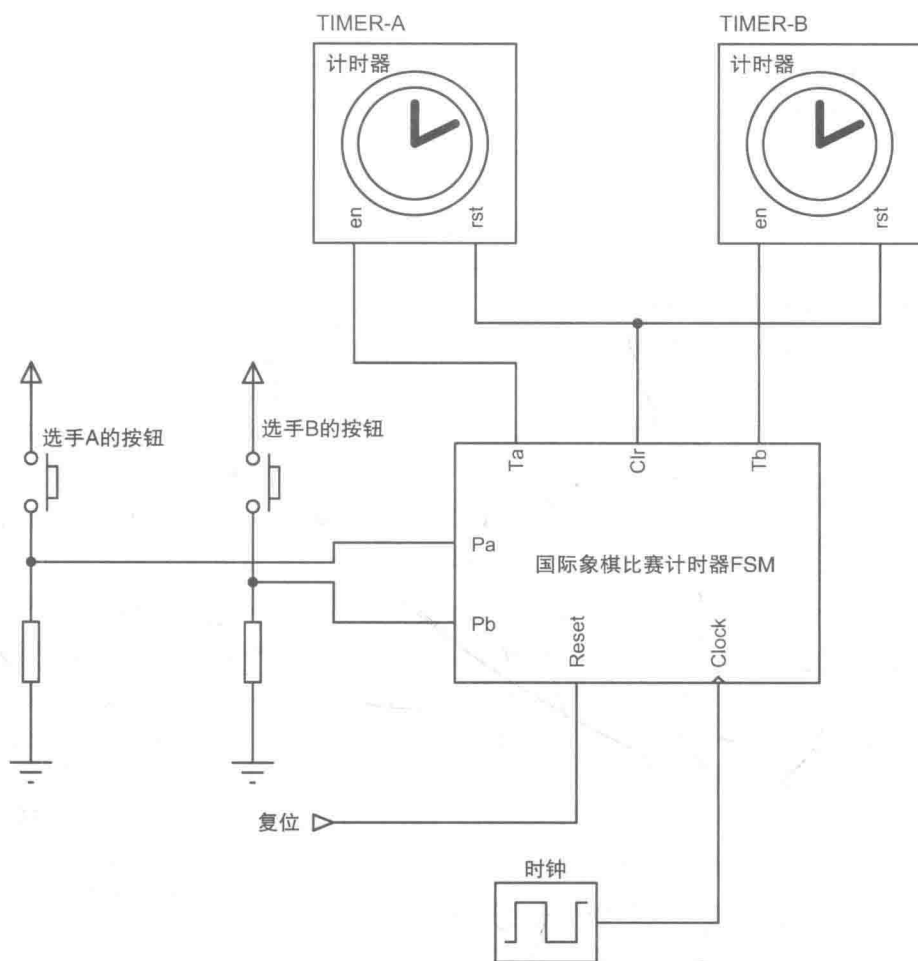 TIMER-A
TIMER-B
计时器
计时器
en
rst
en
rst
选手A的按钮
选手B的按钮
Ta
Clr
Tb
Pa
国际象棋比赛计时器FSM
Pb
Reset
Clock
复位
时钟